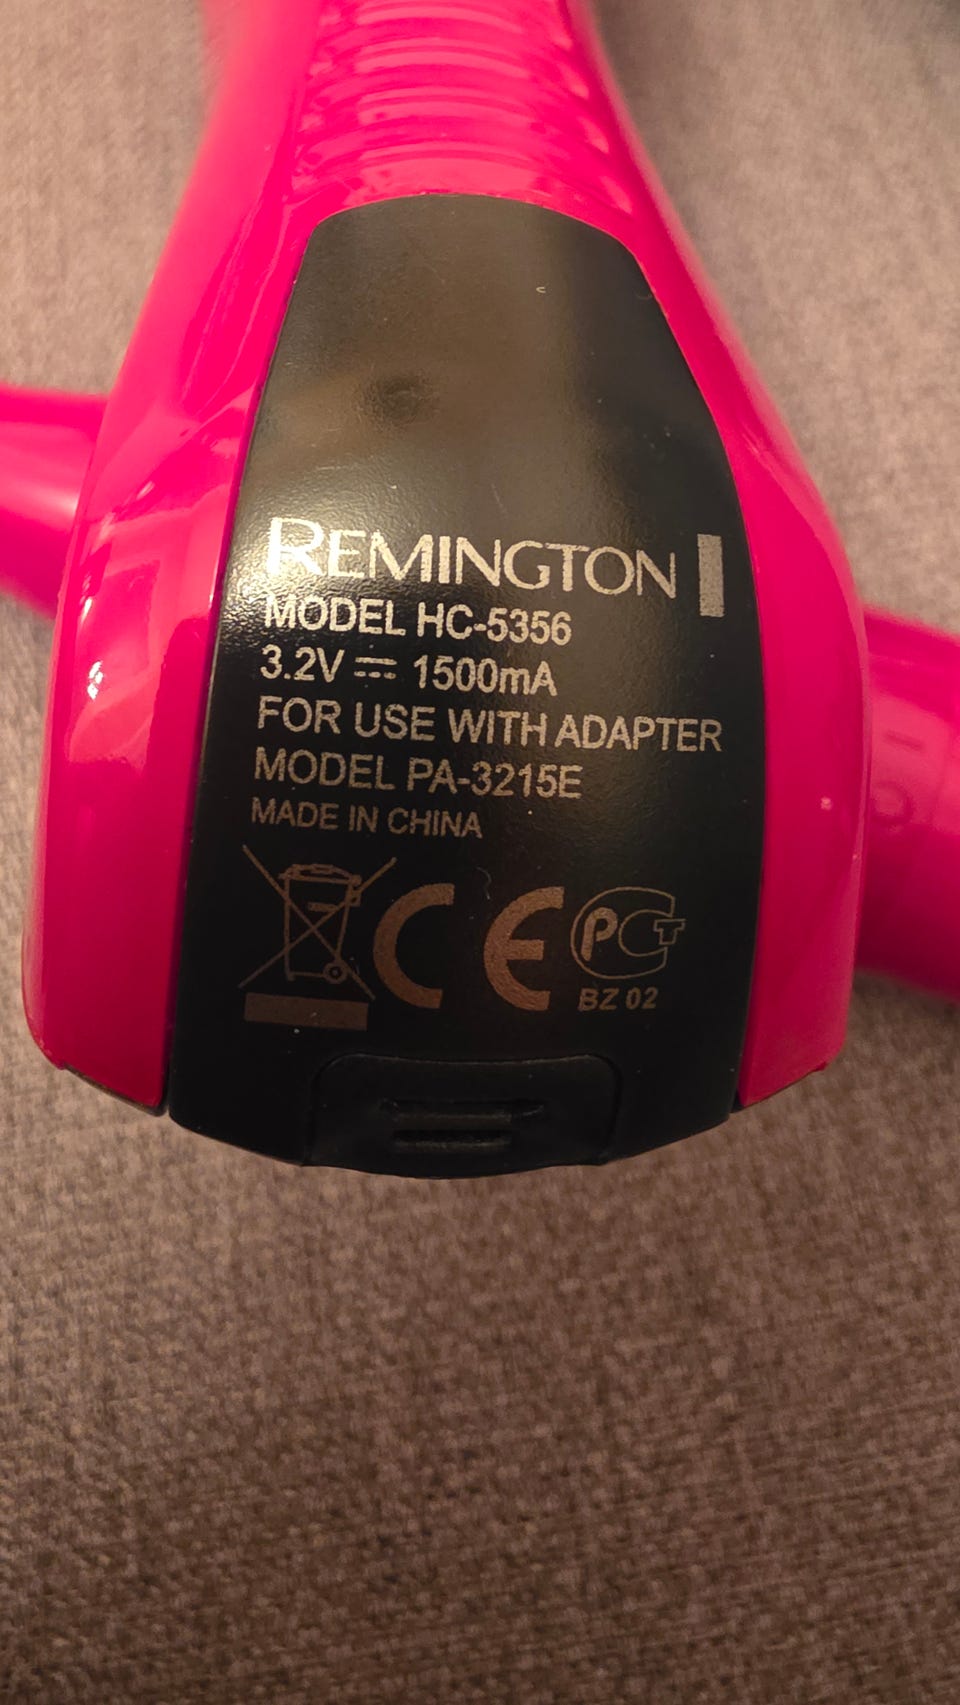 REMINGTON
MODEL HC-5356
3.2V ⎓ 1500mA
FOR USE WITH ADAPTER
MODEL PA-3215E
MADE IN CHINA
CE PCT
BZ 02